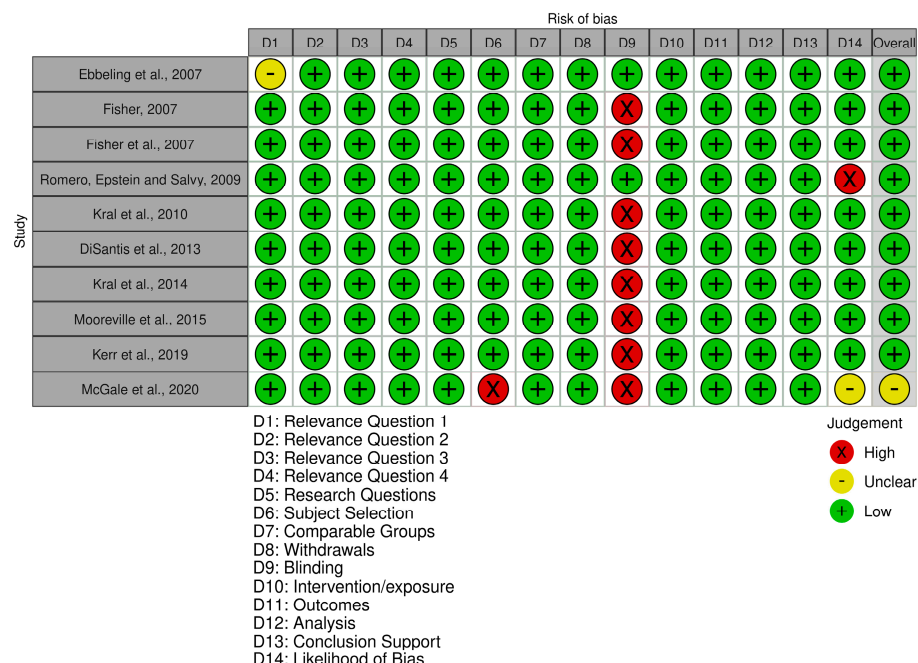 Risk of bias
D1 D2 D3 D4 D5 D6 D7 D8 D9 D10 D11 D12 D13 D14 Overall
Study
Ebbeling et al., 2007 - + + + + + + + + + + + + + +
Fisher, 2007 + + + + + + + + X + + + + + +
Fisher et al., 2007 + + + + + + + + X + + + + + +
Romero, Epstein and Salvy, 2009 + + + + + + + + + + + + + X +
Kral et al., 2010 + + + + + + + + X + + + + + +
DiSantis et al., 2013 + + + + + + + + X + + + + + +
Kral et al., 2014 + + + + + + + + X + + + + + +
Mooreville et al., 2015 + + + + + + + + X + + + + + +
Kerr et al., 2019 + + + + + + + + X + + + + + +
McGale et al., 2020 + + + + + X + + X + + + + - -
D1: Relevance Question 1
D2: Relevance Question 2
D3: Relevance Question 3
D4: Relevance Question 4
D5: Research Questions
D6: Subject Selection
D7: Comparable Groups
D8: Withdrawals
D9: Blinding
D10: Intervention/exposure
D11: Outcomes
D12: Analysis
D13: Conclusion Support
D14: Likelihood of Bias
Judgement
X High
- Unclear
+ Low